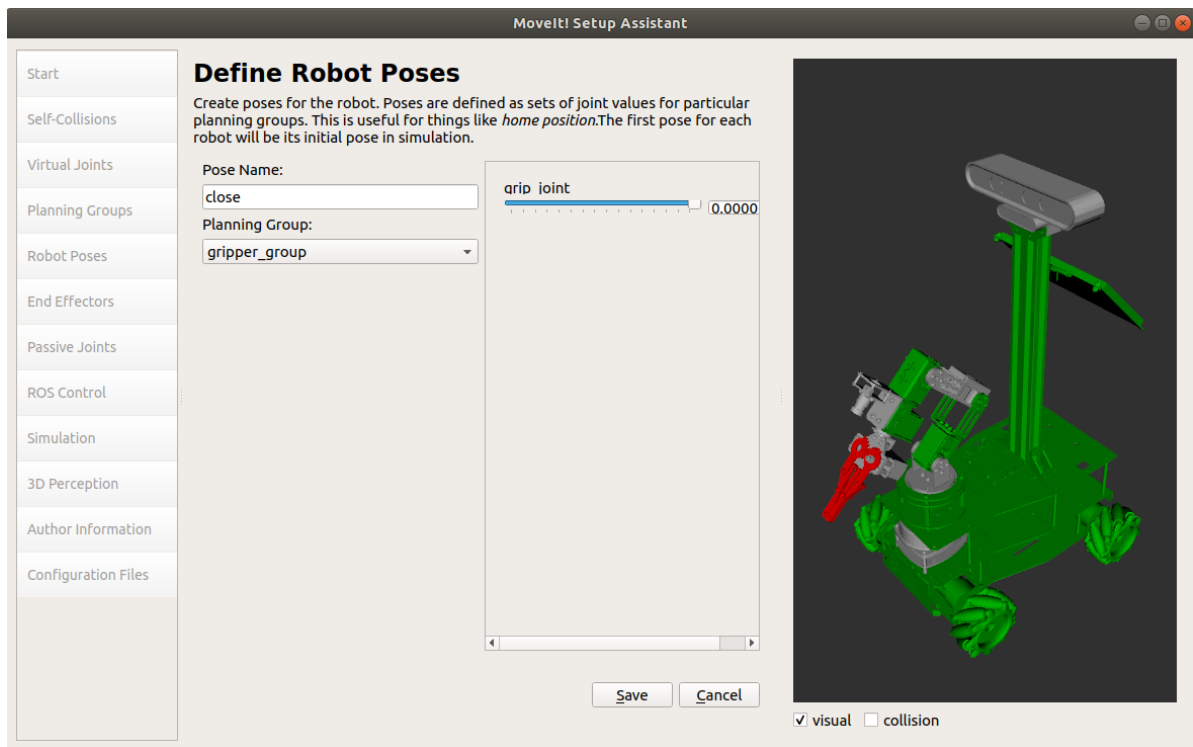 MoveIt! Setup Assistant
Start
Self-Collisions
Virtual Joints
Planning Groups
Robot Poses
End Effectors
Passive Joints
ROS Control
Simulation
3D Perception
Author Information
Configuration Files
Define Robot Poses
Create poses for the robot. Poses are defined as sets of joint values for particular
planning groups. This is useful for things like home position.The first pose for each
robot will be its initial pose in simulation.
Pose Name:
close
Planning Group:
gripper_group
grip_joint
0.0000
Save
Cancel
visual
collision